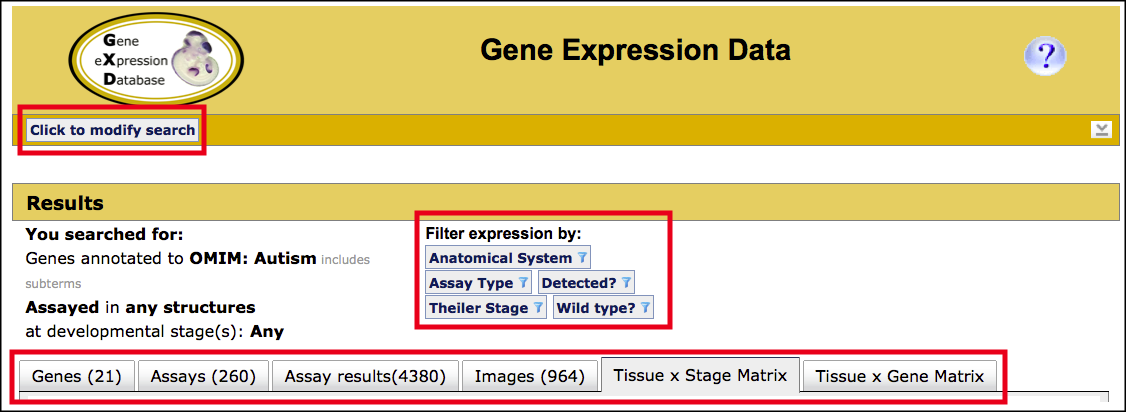 Gene
eXpression
Database
Gene Expression Data
?
Click to modify search
Results
You searched for:
Genes annotated to OMIM: Autism includes
subterms
Assayed in any structures
at developmental stage(s): Any
Filter expression by:
Anatomical System
Assay Type Detected?
Theiler Stage Wild type?
Genes (21) Assays (260) Assay results(4380) Images (964) Tissue x Stage Matrix Tissue x Gene Matrix